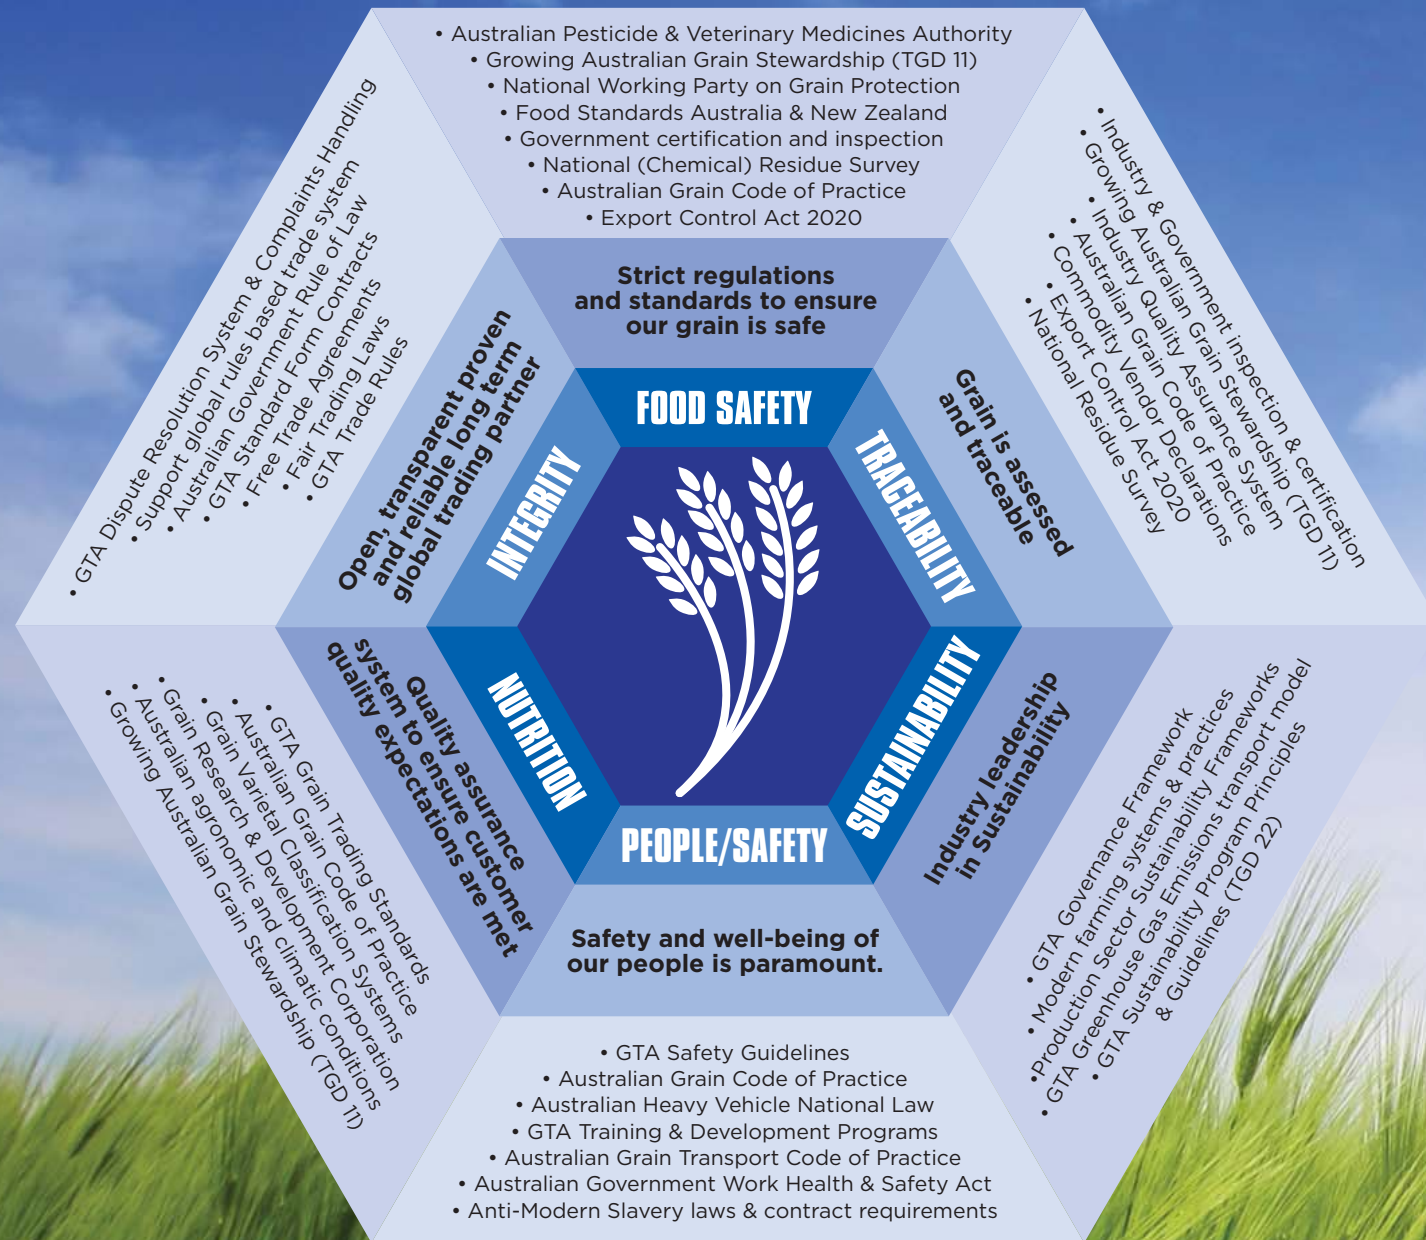 • Australian Pesticide & Veterinary Medicines Authority
• Growing Australian Grain Stewardship (TGD 11)
• National Working Party on Grain Protection
• Food Standards Australia & New Zealand
• Government certification and inspection
• National (Chemical) Residue Survey
• Australian Grain Code of Practice
• Export Control Act 2020
Strict regulations
and standards to ensure
our grain is safe
FOOD SAFETY
• Industry & Government inspection & certification
• Growing Australian Grain Stewardship (TGD 11)
• Industry Quality Assurance System
• Australian Grain Code of Practice
• Commodity Vendor Declarations
• Export Control Act 2020
• National Residue Survey
Grain is assessed
and traceable
TRACEABILITY
SUSTAINABILITY
Industry leadership
in Sustainability
• GTA Governance Framework
• Modern farming systems & practices
•Production Sector Sustainability Frameworks
• GTA Greenhouse Gas Emissions transport model
• GTA Sustainability Program Principles
& Guidelines (TGD 22)
PEOPLE/SAFETY
Safety and well-being of
our people is paramount.
• GTA Safety Guidelines
• Australian Grain Code of Practice
• Australian Heavy Vehicle National Law
• GTA Training & Development Programs
• Australian Grain Transport Code of Practice
• Australian Government Work Health & Safety Act
• Anti-Modern Slavery laws & contract requirements
NUTRITION
Quality assurance
system to ensure customer
quality expectations are met
• GTA Grain Trading Standards
• Australian Grain Code of Practice
• Grain Varietal Classification Systems
• Grain Research & Development Corporation
• Australian agronomic and climatic conditions
• Growing Australian Grain Stewardship (TGD 11)
INTEGRITY
Open, transparent proven
and reliable long term
global trading partner
• GTA Dispute Resolution System & Complaints Handling
• Support global rules based trade system
• Australian Government Rule of Law
• GTA Standard Form Contracts
• Free Trade Agreements
• Fair Trading Laws
• GTA Trade Rules